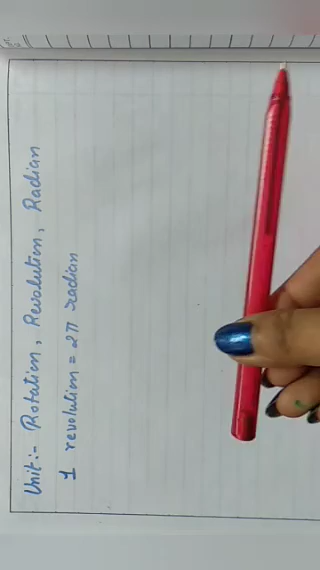 Unit:- Rotation, Revolution, Radian
1 revolution = 2π radian